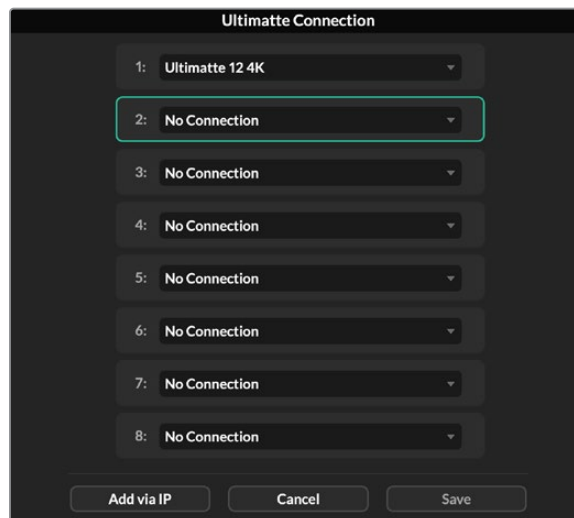 Ultimatte Connection
1: Ultimatte 12 4K
2: No Connection
3: No Connection
4: No Connection
5: No Connection
6: No Connection
7: No Connection
8: No Connection
Add via IP Cancel Save